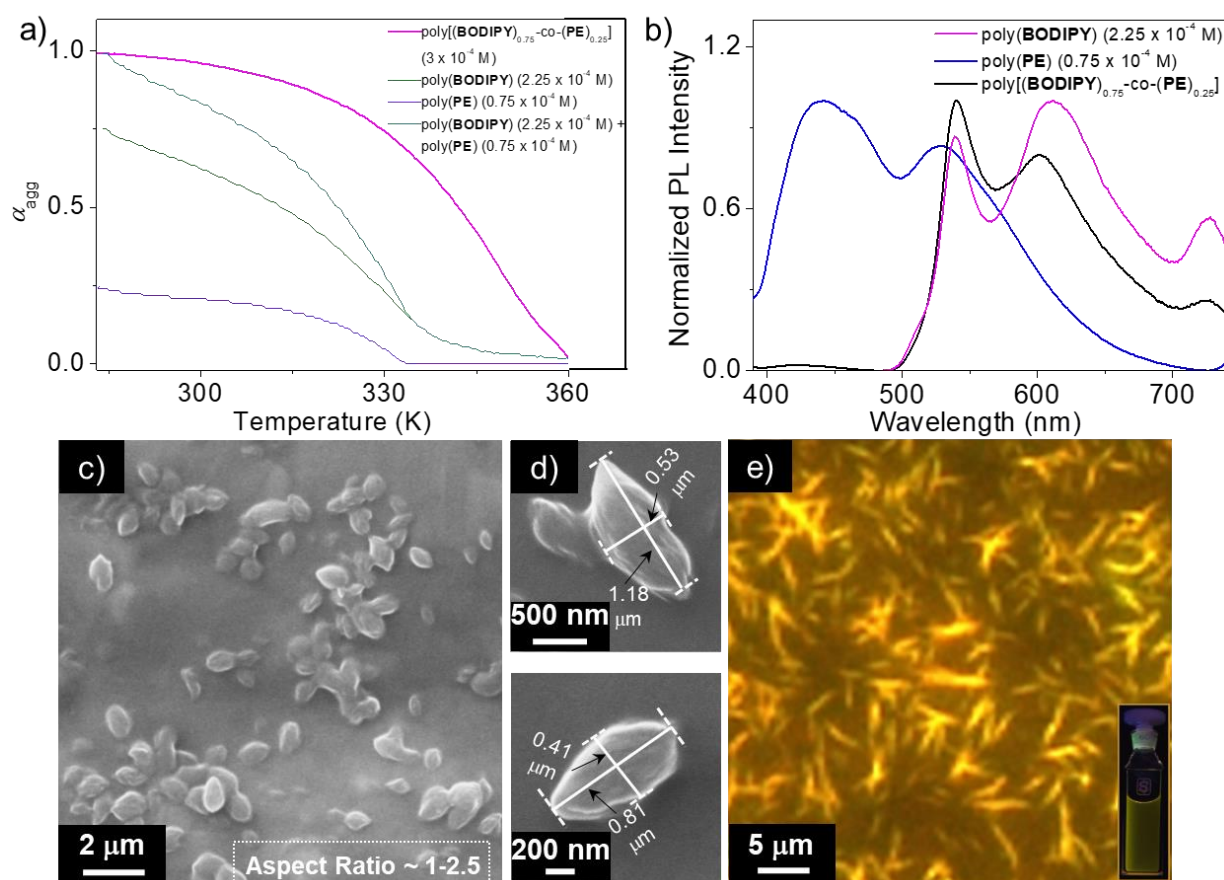 a)
poly[(BODIPY)0.75-co-(PE)0.25]
(3 x 10-4 M)
poly(BODIPY) (2.25 x 10-4 M)
poly(PE) (0.75 x 10-4 M)
poly(BODIPY) (2.25 x 10-4 M) +
poly(PE) (0.75 x 10-4 M)
1.0
0.5
0.0
αagg
300
330
360
Temperature (K)
b)
poly(BODIPY) (2.25 x 10-4 M)
poly(PE) (0.75 x 10-4 M)
poly[(BODIPY)0.75-co-(PE)0.25]
1.2
0.6
0.0
Normalized PL Intensity
400
500
600
700
Wavelength (nm)
c)
2 μm
Aspect Ratio ~ 1-2.5
d)
0.53
μm
1.18
μm
500 nm
0.41
μm
0.81
μm
200 nm
e)
5 μm